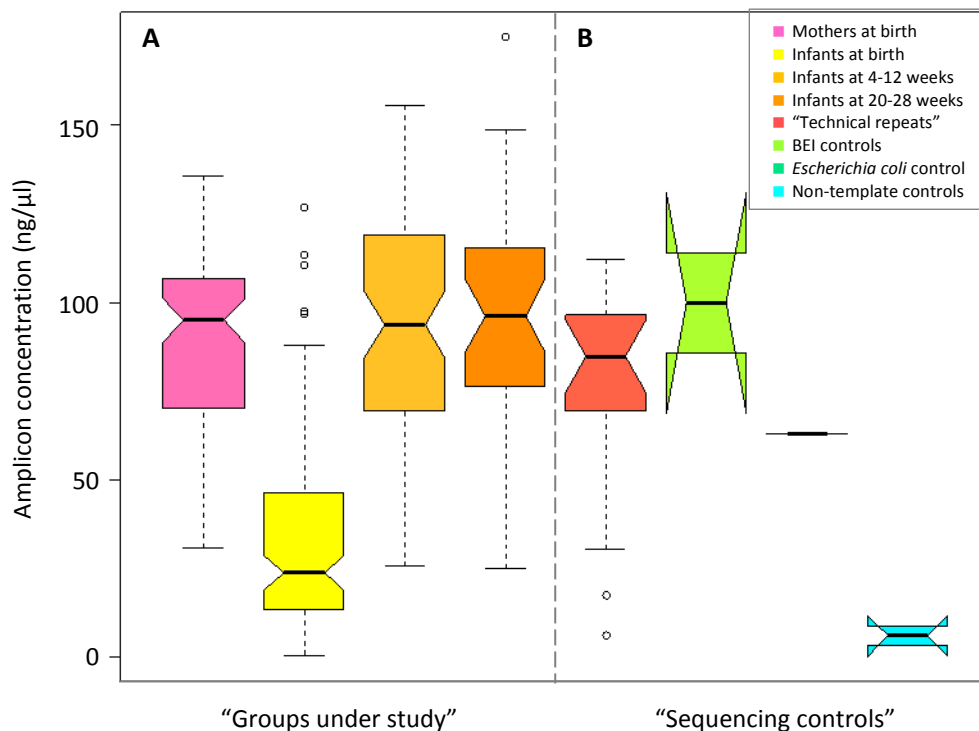 A
B
Mothers at birth
Infants at birth
Infants at 4-12 weeks
Infants at 20-28 weeks
“Technical repeats”
BEI controls
Escherichia coli control
Non-template controls
Amplicon concentration (ng/µl)
150
100
50
0
“Groups under study”
“Sequencing controls”